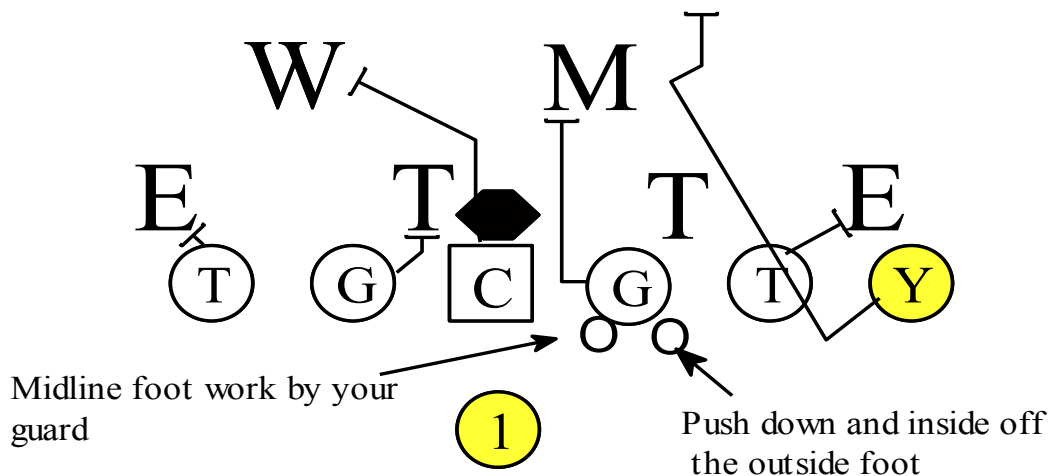 W M
E T T E
T G C G T Y
Midline foot work by your
guard
1
Push down and inside off
the outside foot